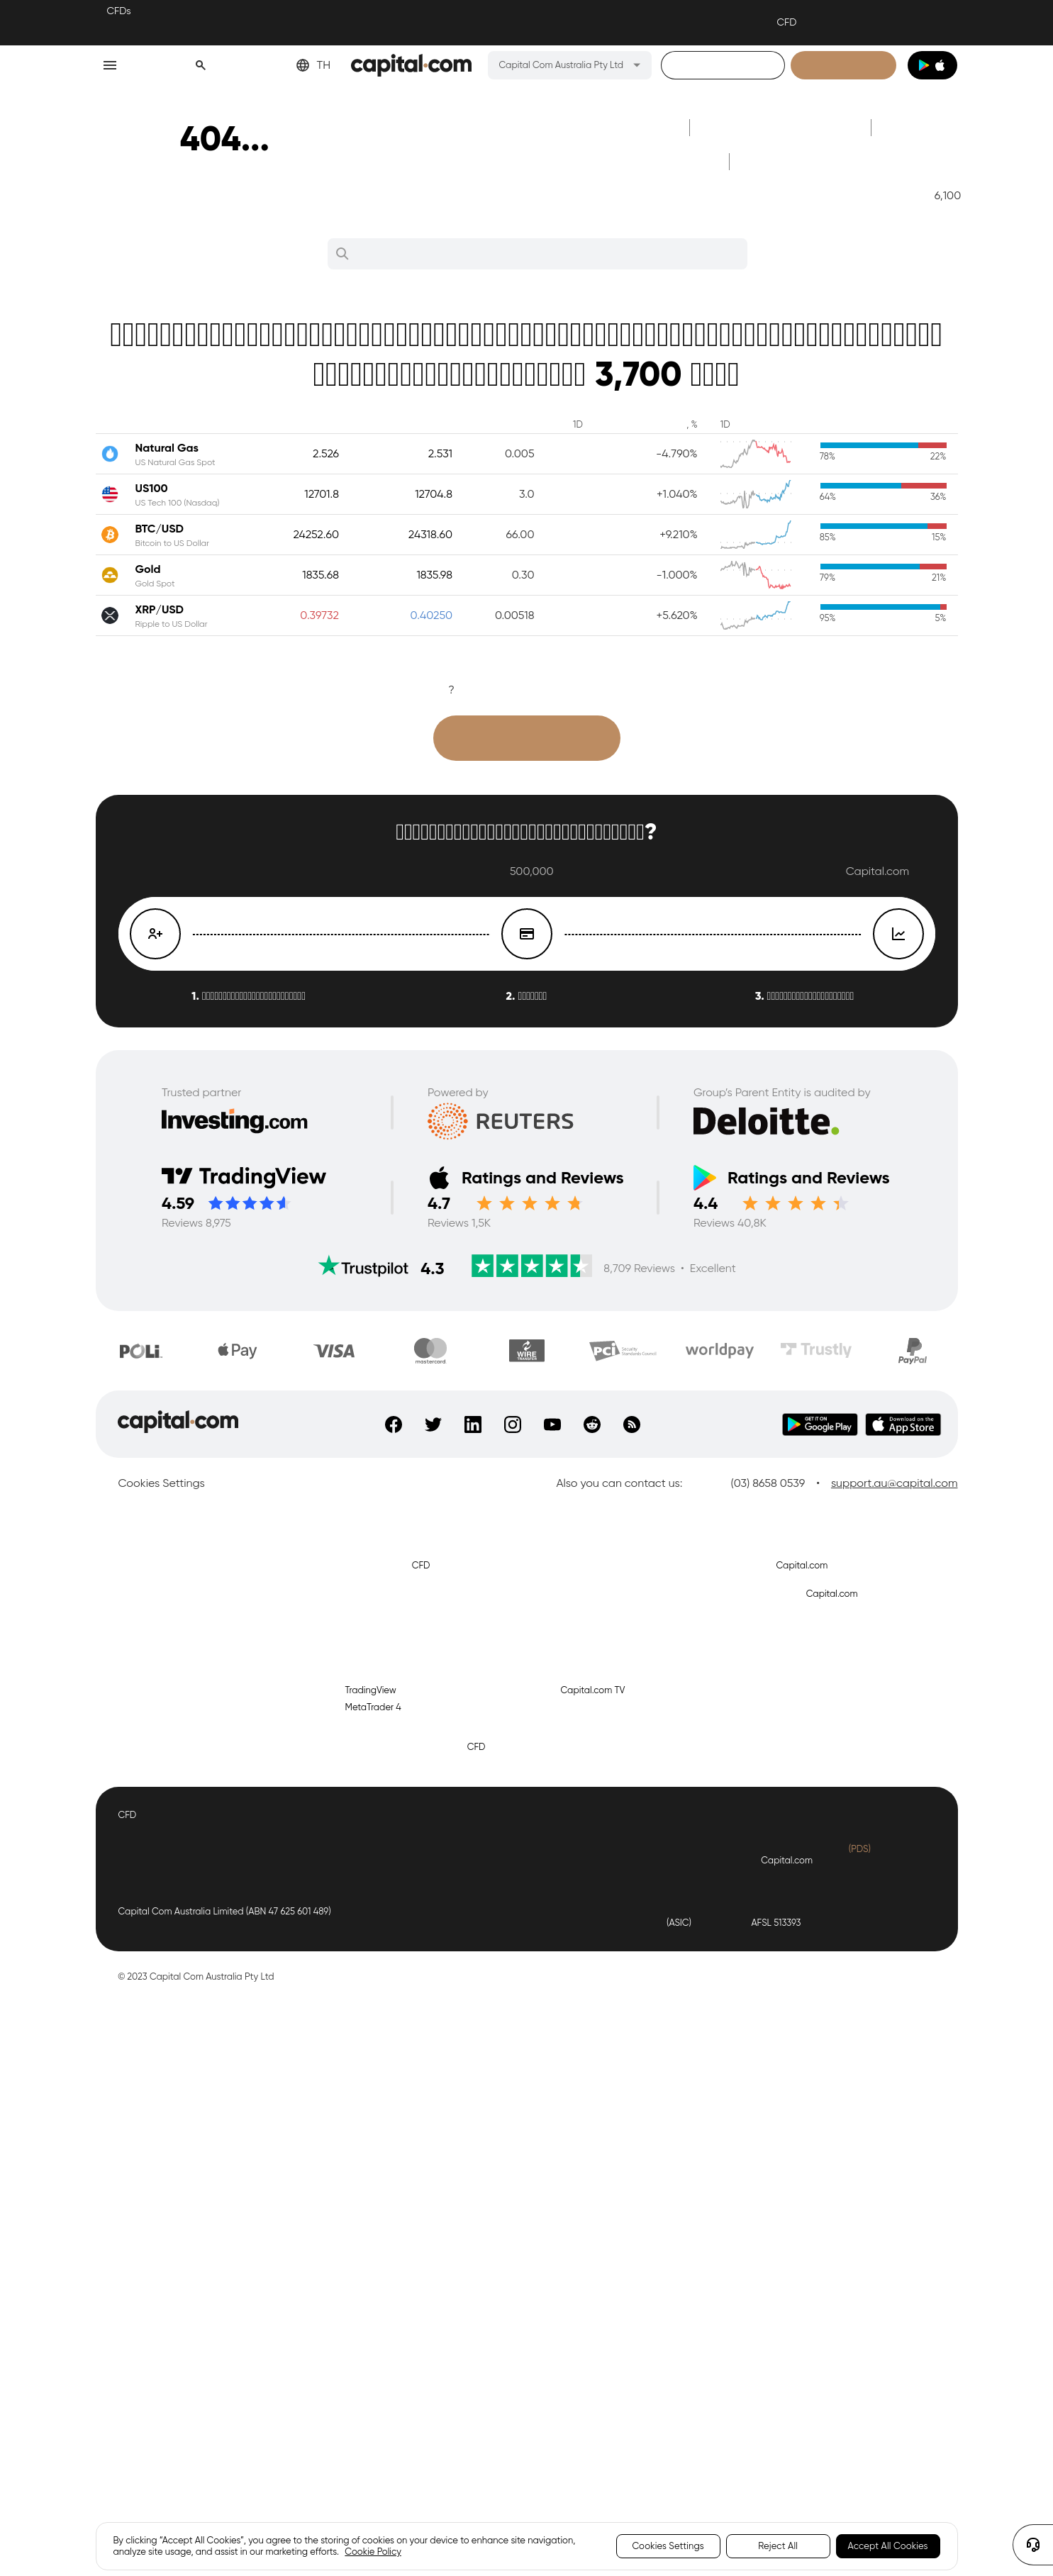 CFDs
CFD
TH
capital.com
Capital Com Australia Pty Ltd
404...
6,100
3,700
1D , % 1D
Natural Gas 2.526 2.531 0.005 -4.790% 78% 22%
US Natural Gas Spot
US100 12701.8 12704.8 3.0 +1.040% 64% 36%
US Tech 100 (Nasdaq)
BTC/USD 24252.60 24318.60 66.00 +9.210% 85% 15%
Bitcoin to US Dollar
Gold 1835.68 1835.98 0.30 -1.000% 79% 21%
Gold Spot
XRP/USD 0.39732 0.40250 0.00518 +5.620% 95% 5%
Ripple to US Dollar
?
?
500,000 Capital.com
1. 2. 3.
Trusted partner Powered by Group's Parent Entity is audited by
Investing.com REUTERS Deloitte.
TradingView Ratings and Reviews Ratings and Reviews
4.59 4.7 4.4
Reviews 8,975 Reviews 1,5K Reviews 40,8K
Trustpilot 4.3 8,709 Reviews • Excellent
POLi Apple Pay VISA mastercard WIRE TRANSFER PCI Security Standards Council worldpay Trustly PayPal
capital.com
GET IT ON Google Play
Download on the App Store
Cookies Settings Also you can contact us: (03) 8658 0539 • support.au@capital.com
CFD Capital.com
Capital.com
TradingView Capital.com TV
MetaTrader 4
CFD
CFD
(PDS)
Capital.com
Capital Com Australia Limited (ABN 47 625 601 489)
(ASIC) AFSL 513393
© 2023 Capital Com Australia Pty Ltd
By clicking "Accept All Cookies", you agree to the storing of cookies on your device to enhance site navigation,
analyze site usage, and assist in our marketing efforts. Cookie Policy
Cookies Settings Reject All Accept All Cookies